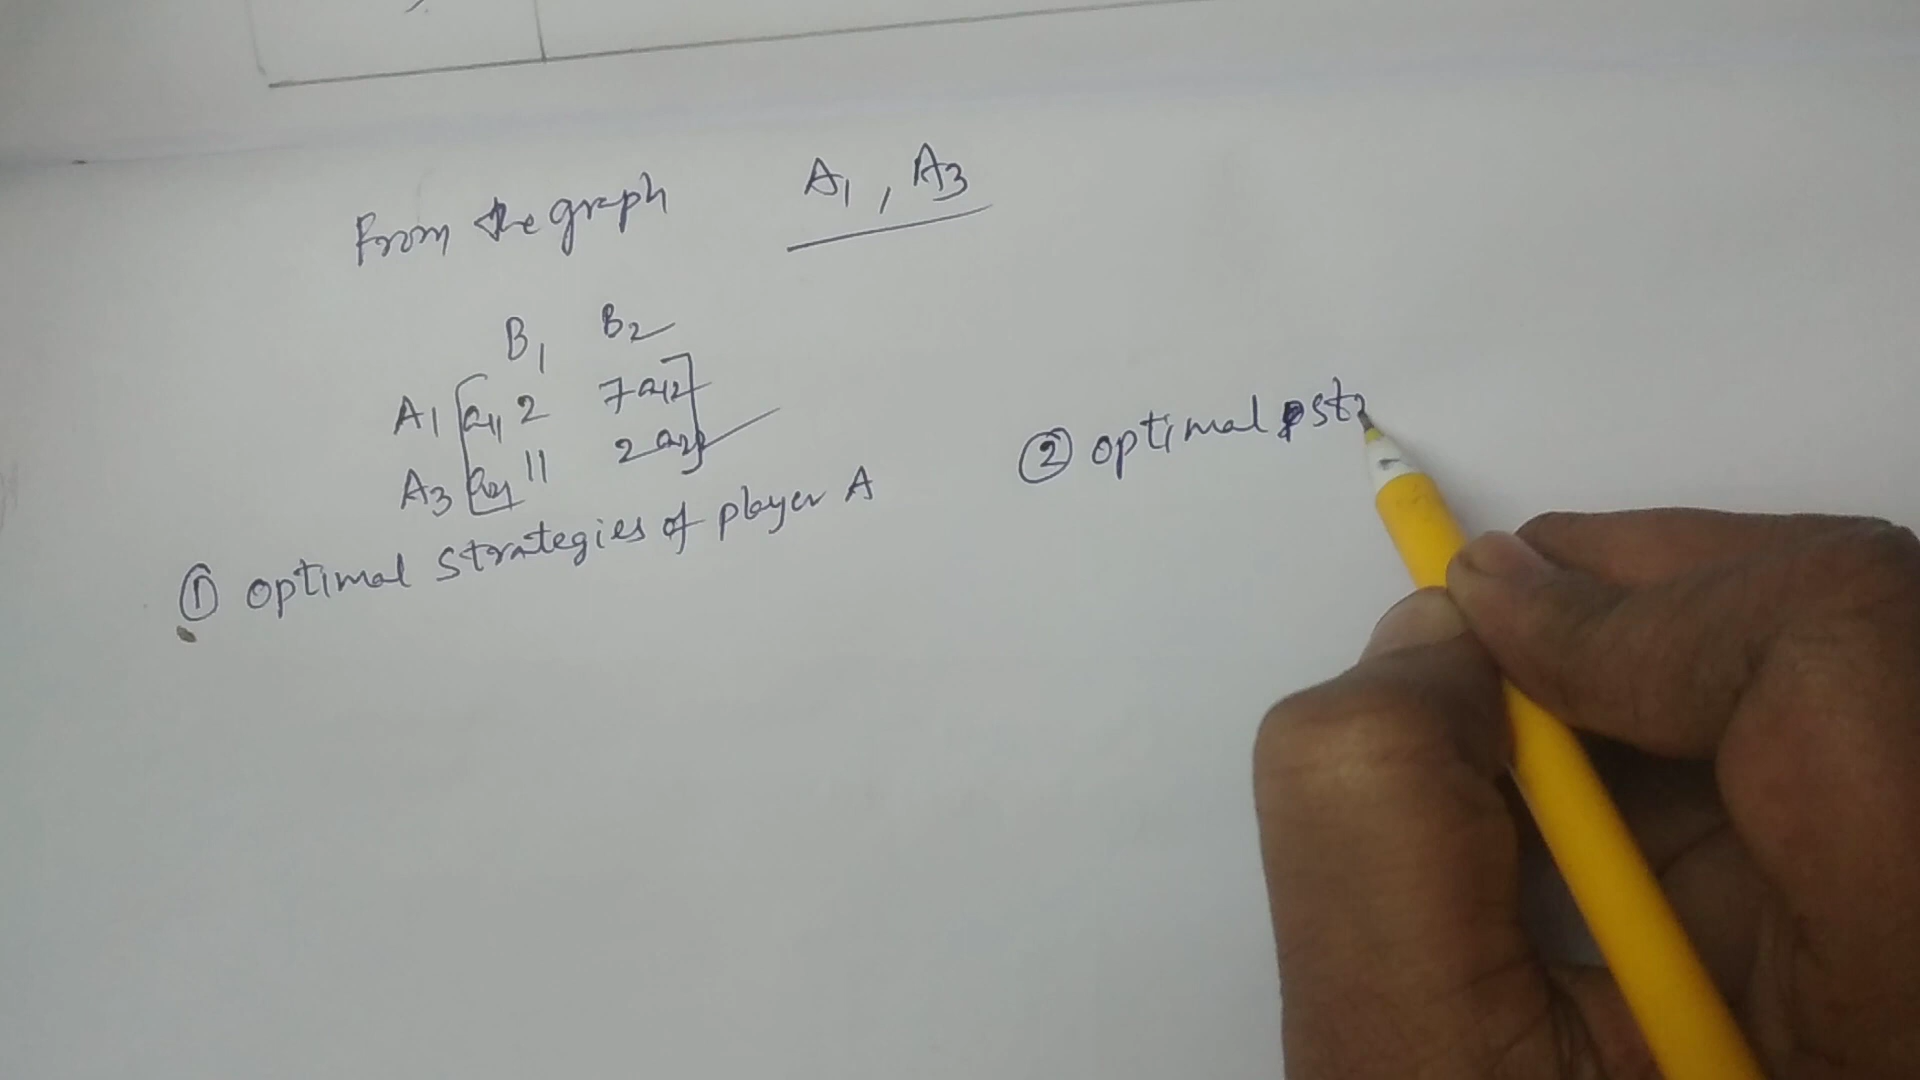 From the graph A1, A3
B1 B2
A1 a11 2 7 a12
A3 a21 11 2 a22
① optimal strategies of player A
② optimal st